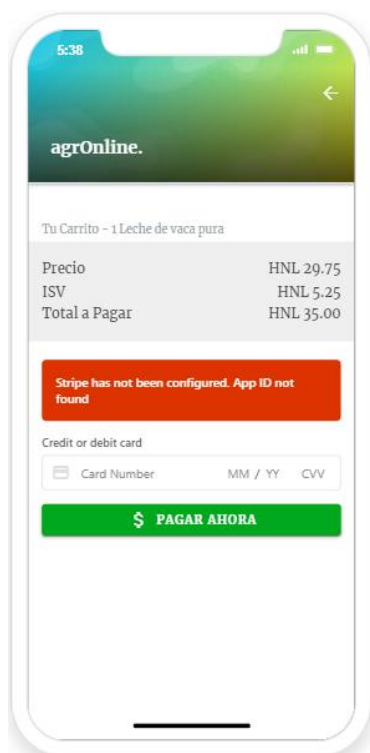 5:38
agrOnline.
Tu Carrito - 1 Leche de vaca pura
Precio HNL 29.75
ISV HNL 5.25
Total a Pagar HNL 35.00
Stripe has not been configured. App ID not
found
Credit or debit card
Card Number MM / YY CVV
$ PAGAR AHORA